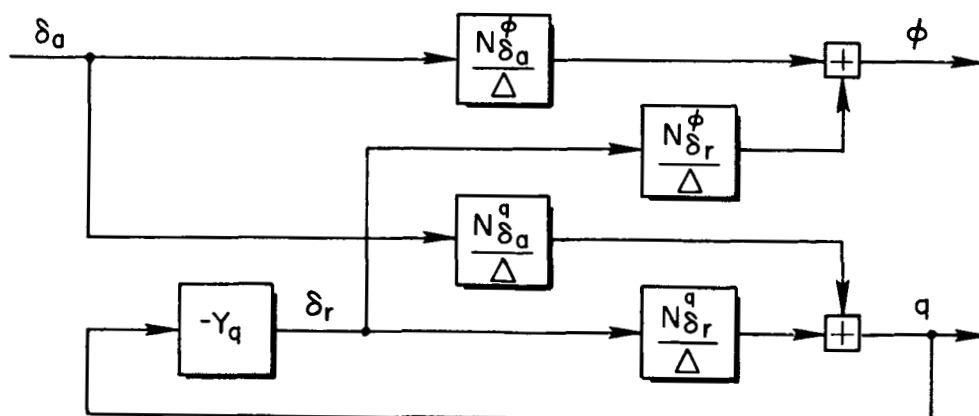 δa
N^ϕ_δa / Δ
+
ϕ
N^ϕ_δr / Δ
N^q_δa / Δ
-Yq
δr
N^q_δr / Δ
+
q